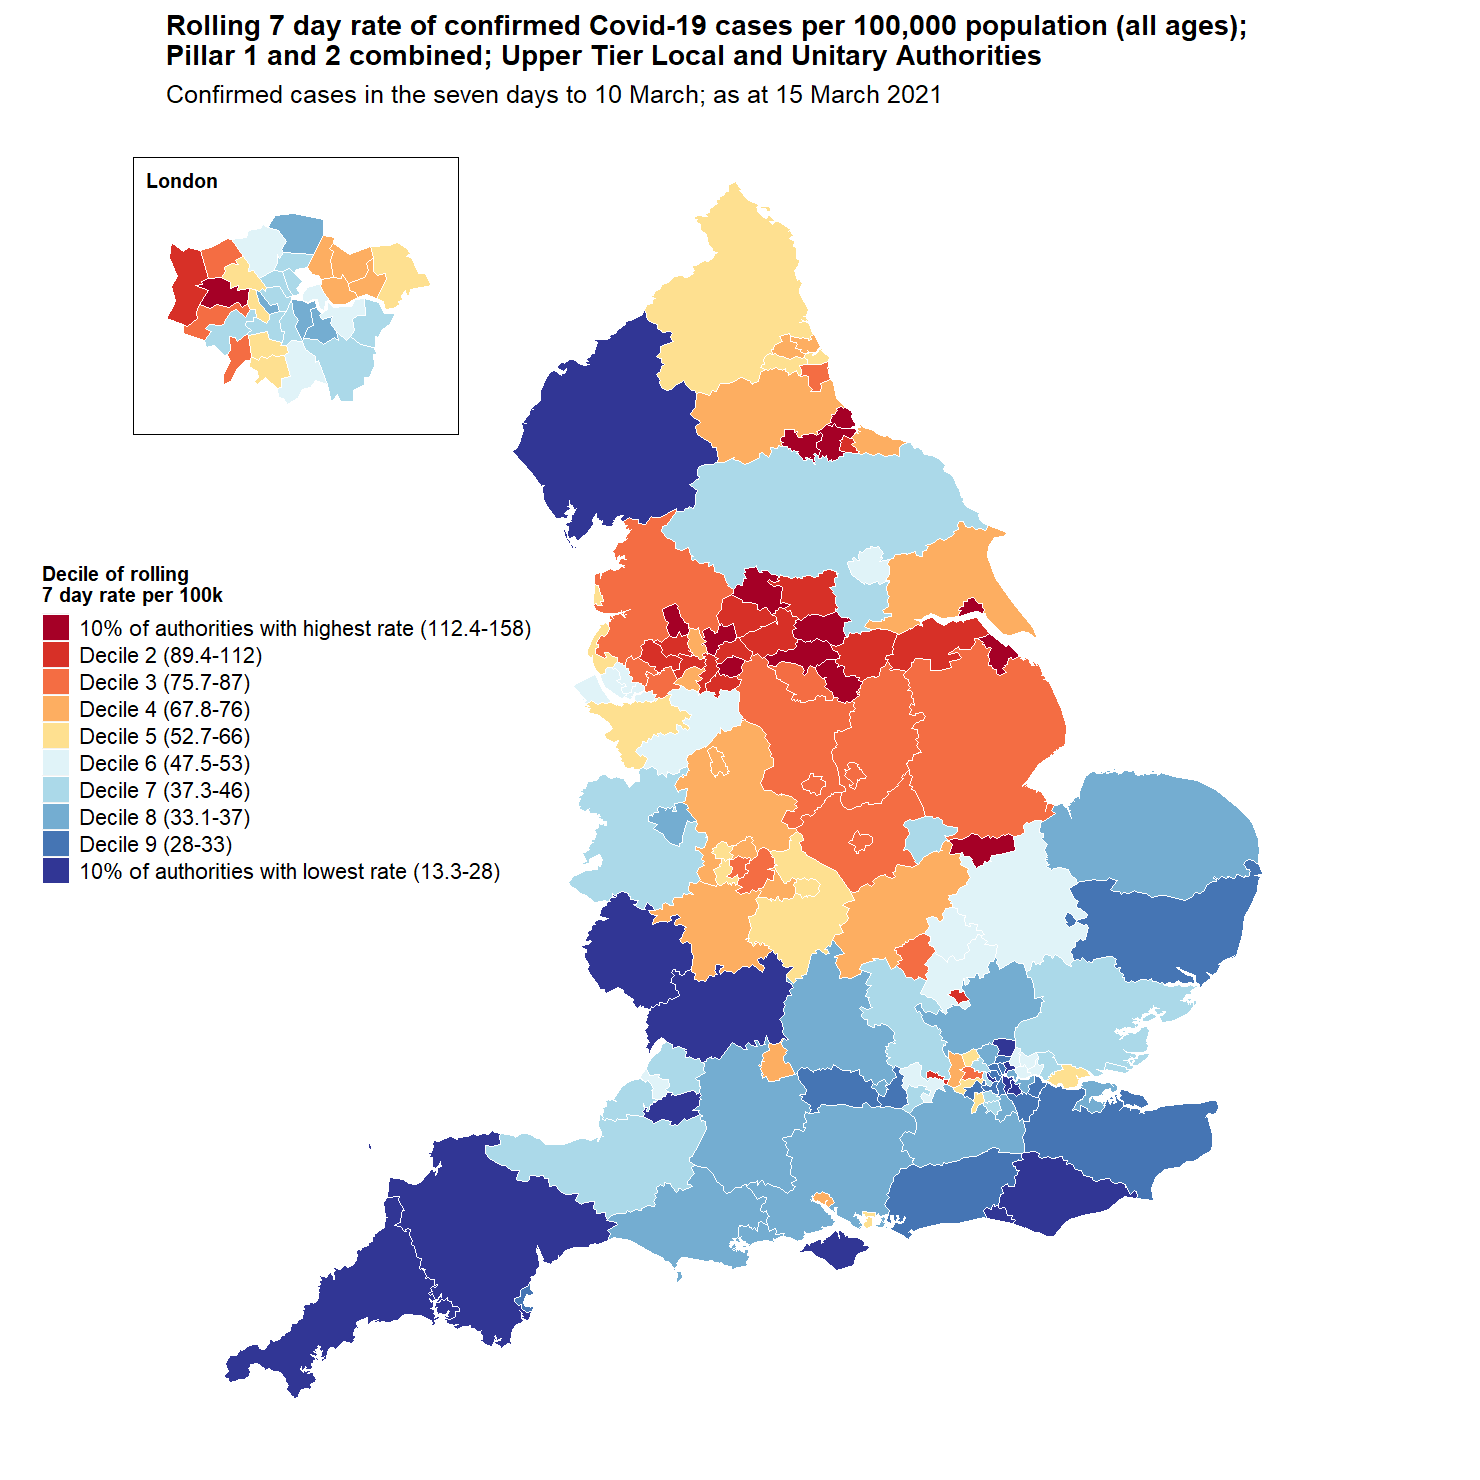 Rolling 7 day rate of confirmed Covid-19 cases per 100,000 population (all ages);
Pillar 1 and 2 combined; Upper Tier Local and Unitary Authorities
Confirmed cases in the seven days to 10 March; as at 15 March 2021
London
Decile of rolling
7 day rate per 100k
10% of authorities with highest rate (112.4-158)
Decile 2 (89.4-112)
Decile 3 (75.7-87)
Decile 4 (67.8-76)
Decile 5 (52.7-66)
Decile 6 (47.5-53)
Decile 7 (37.3-46)
Decile 8 (33.1-37)
Decile 9 (28-33)
10% of authorities with lowest rate (13.3-28)